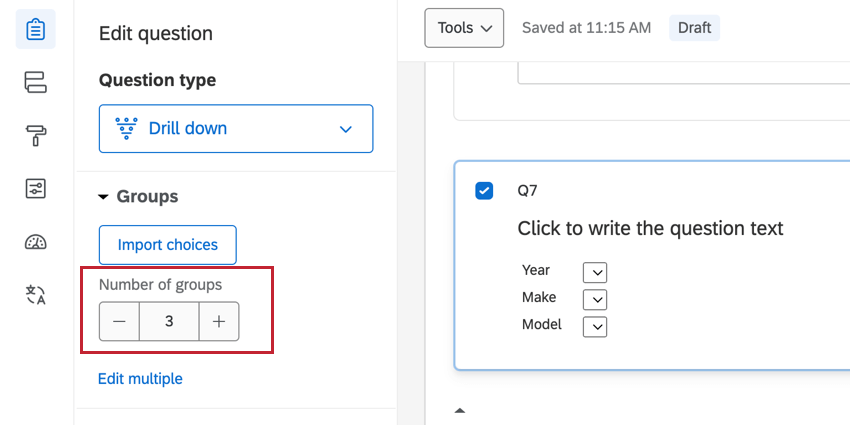 Edit question
Question type
Drill down
Groups
Import choices
Number of groups
3
Edit multiple
Tools
Saved at 11:15 AM
Draft
Q7
Click to write the question text
Year
Make
Model